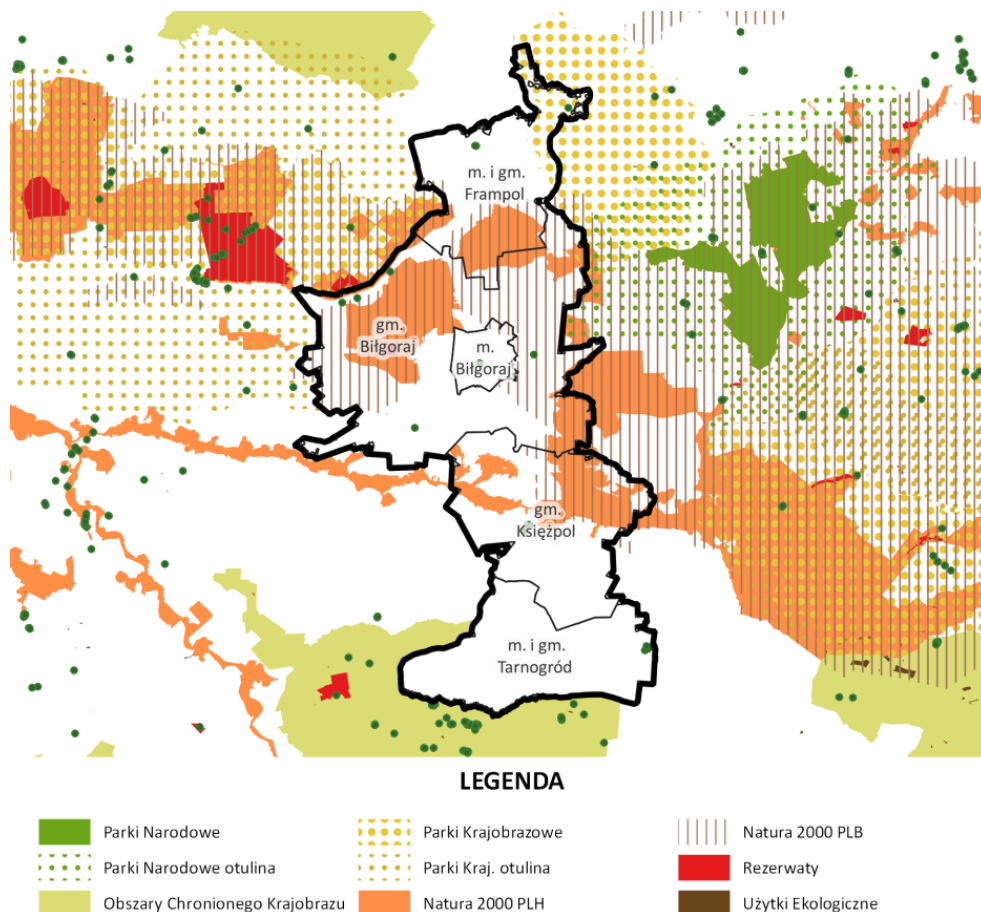 m. i gm.
Frampol
gm.
Biłgoraj
m.
Biłgoraj
gm.
Księżpol
m. i gm.
Tarnogród
LEGENDA
Parki Narodowe
Parki Krajobrazowe
Natura 2000 PLB
Parki Narodowe otulina
Parki Kraj. otulina
Rezerwaty
Obszary Chronionego Krajobrazu
Natura 2000 PLH
Użytki Ekologiczne